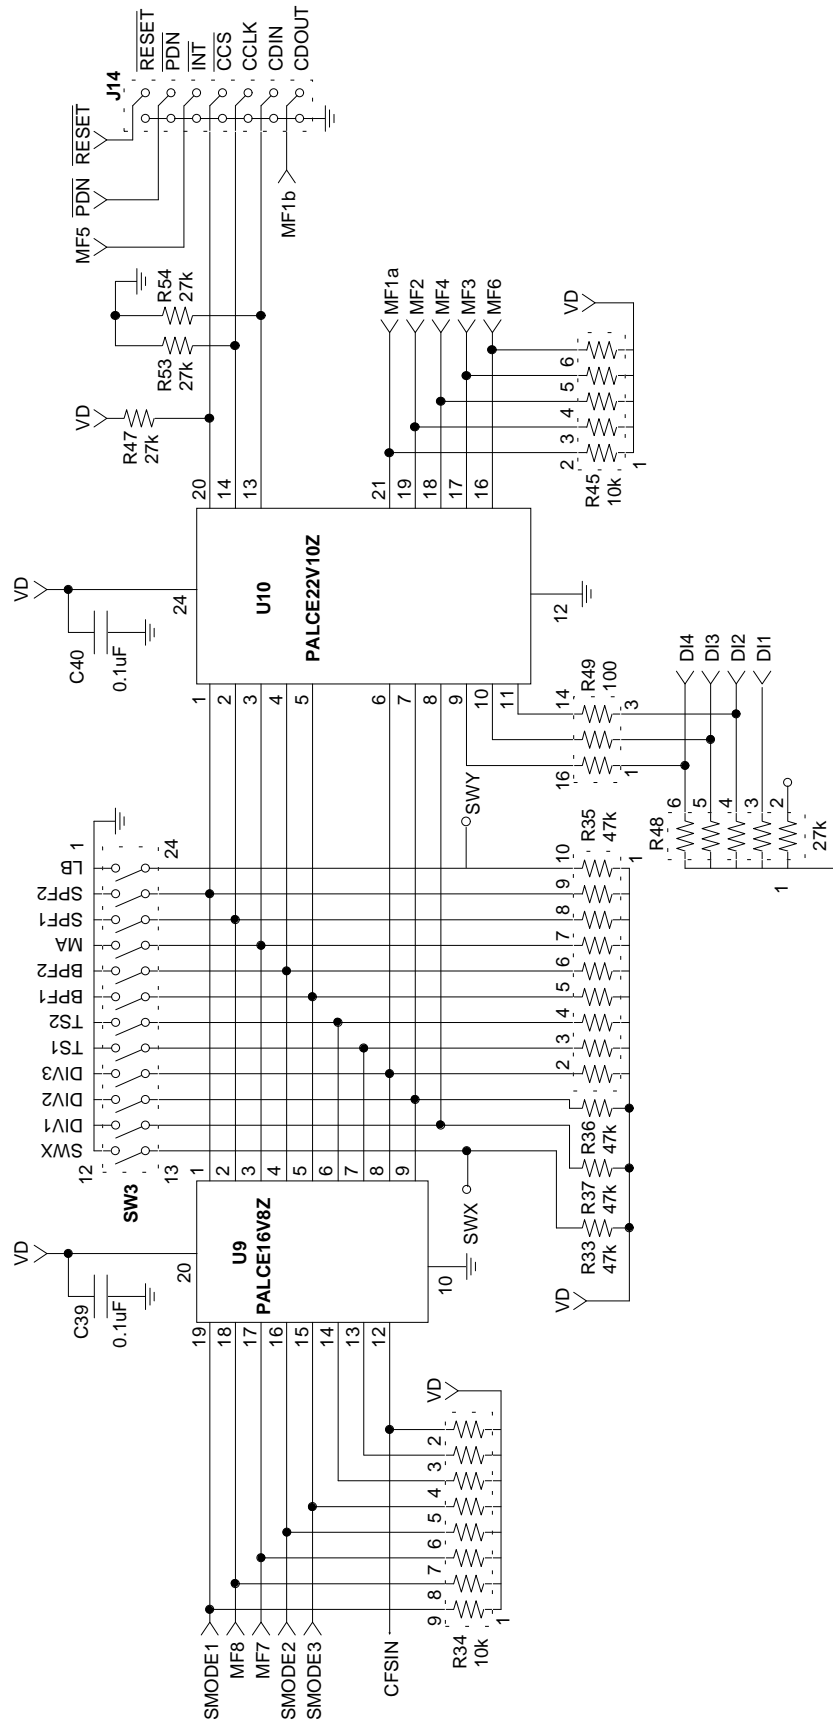 J14
RESET
PDN
INT
CCS
CCLK
CDIN
CDOUT
RESET
PDN
MF5
MF1b
R54
27k
R53
27k
VD
R47
27k
20
14
13
21
19
18
17
16
MF1a
MF2
MF4
MF3
MF6
VD
6
5
4
3
2
1
R45
10k
VD
C40
0.1uF
24
U10
PALCE22V10Z
12
1
2
3
4
5
6
7
8
9
10
11
14
16
R49
100
3
1
DI4
DI3
DI2
DI1
R48
6
5
4
3
2
27k
1
SWY
1
24
LB
SPF2
SPF1
MA
BPF2
BPF1
TS2
TS1
DIV3
DIV2
DIV1
SWX
12
13
SW3
R35
47k
10
9
8
7
6
5
4
3
2
1
R36
47k
R37
47k
R33
47k
VD
SWX
1
2
3
4
5
6
7
8
9
VD
C39
0.1uF
20
U9
PALCE16V8Z
10
19
18
17
16
15
14
13
12
VD
2
3
4
5
6
7
8
9
1
R34
10k
SMODE1
MF8
MF7
SMODE2
SMODE3
CFSIN